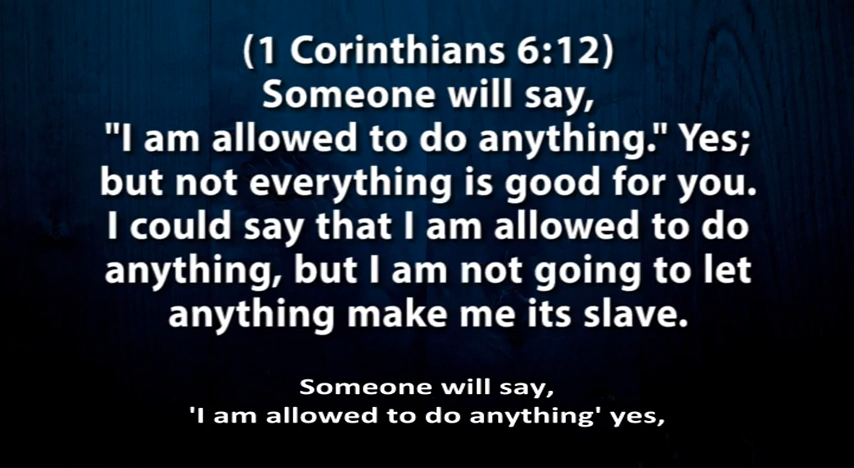 (1 Corinthians 6:12)
Someone will say,
"I am allowed to do anything." Yes;
but not everything is good for you.
I could say that I am allowed to do
anything, but I am not going to let
anything make me its slave.
Someone will say,
'I am allowed to do anything' yes,